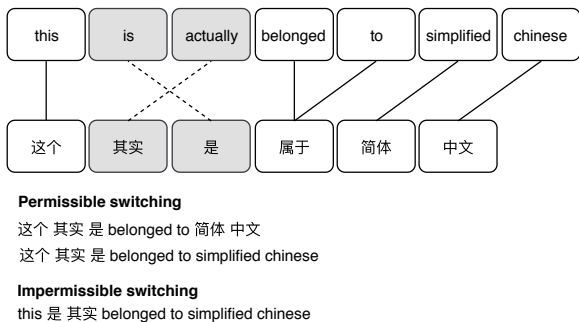 this is actually belonged to simplified chinese
这个 其实 是 属于 简体 中文
Permissible switching
这个 其实 是 belonged to 简体 中文
这个 其实 是 belonged to simplified chinese
Impermissible switching
this 是 其实 belonged to simplified chinese